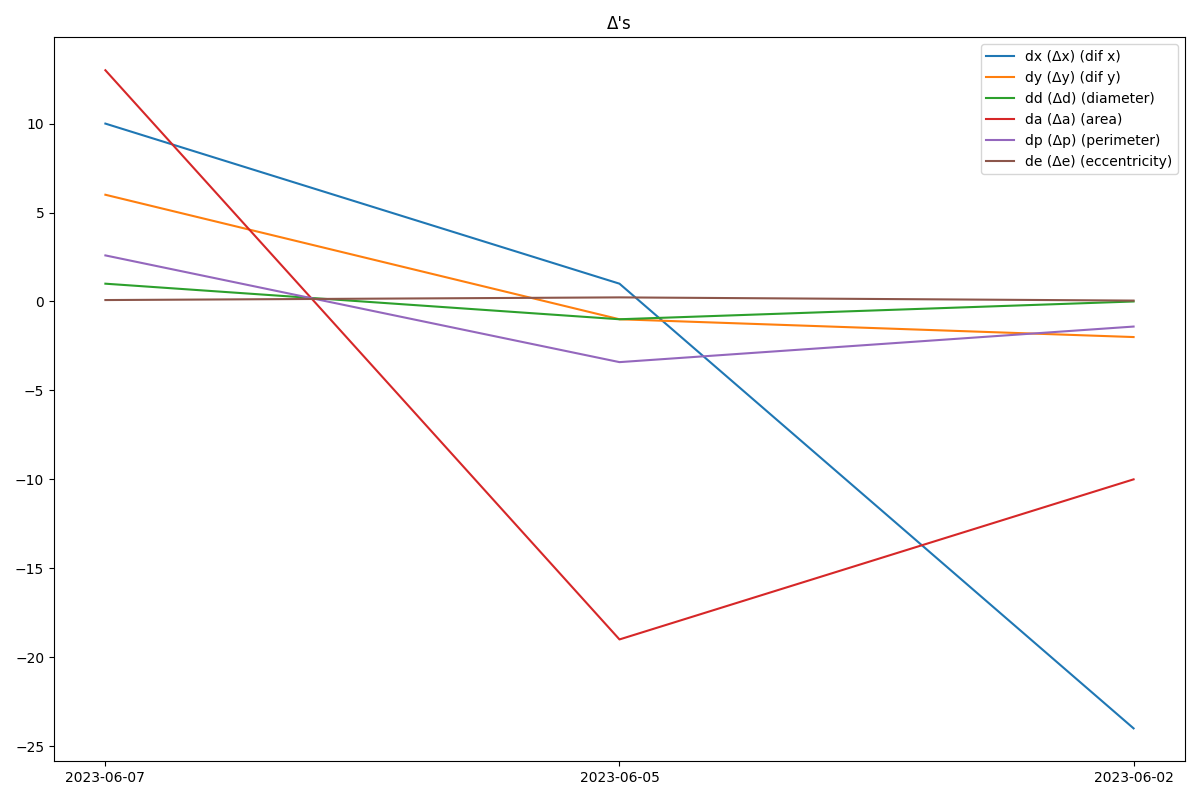 Δ's
dx (Δx) (dif x)
dy (Δy) (dif y)
dd (Δd) (diameter)
da (Δa) (area)
dp (Δp) (perimeter)
de (Δe) (eccentricity)
10
5
0
−5
−10
−15
−20
−25
2023-06-07
2023-06-05
2023-06-02